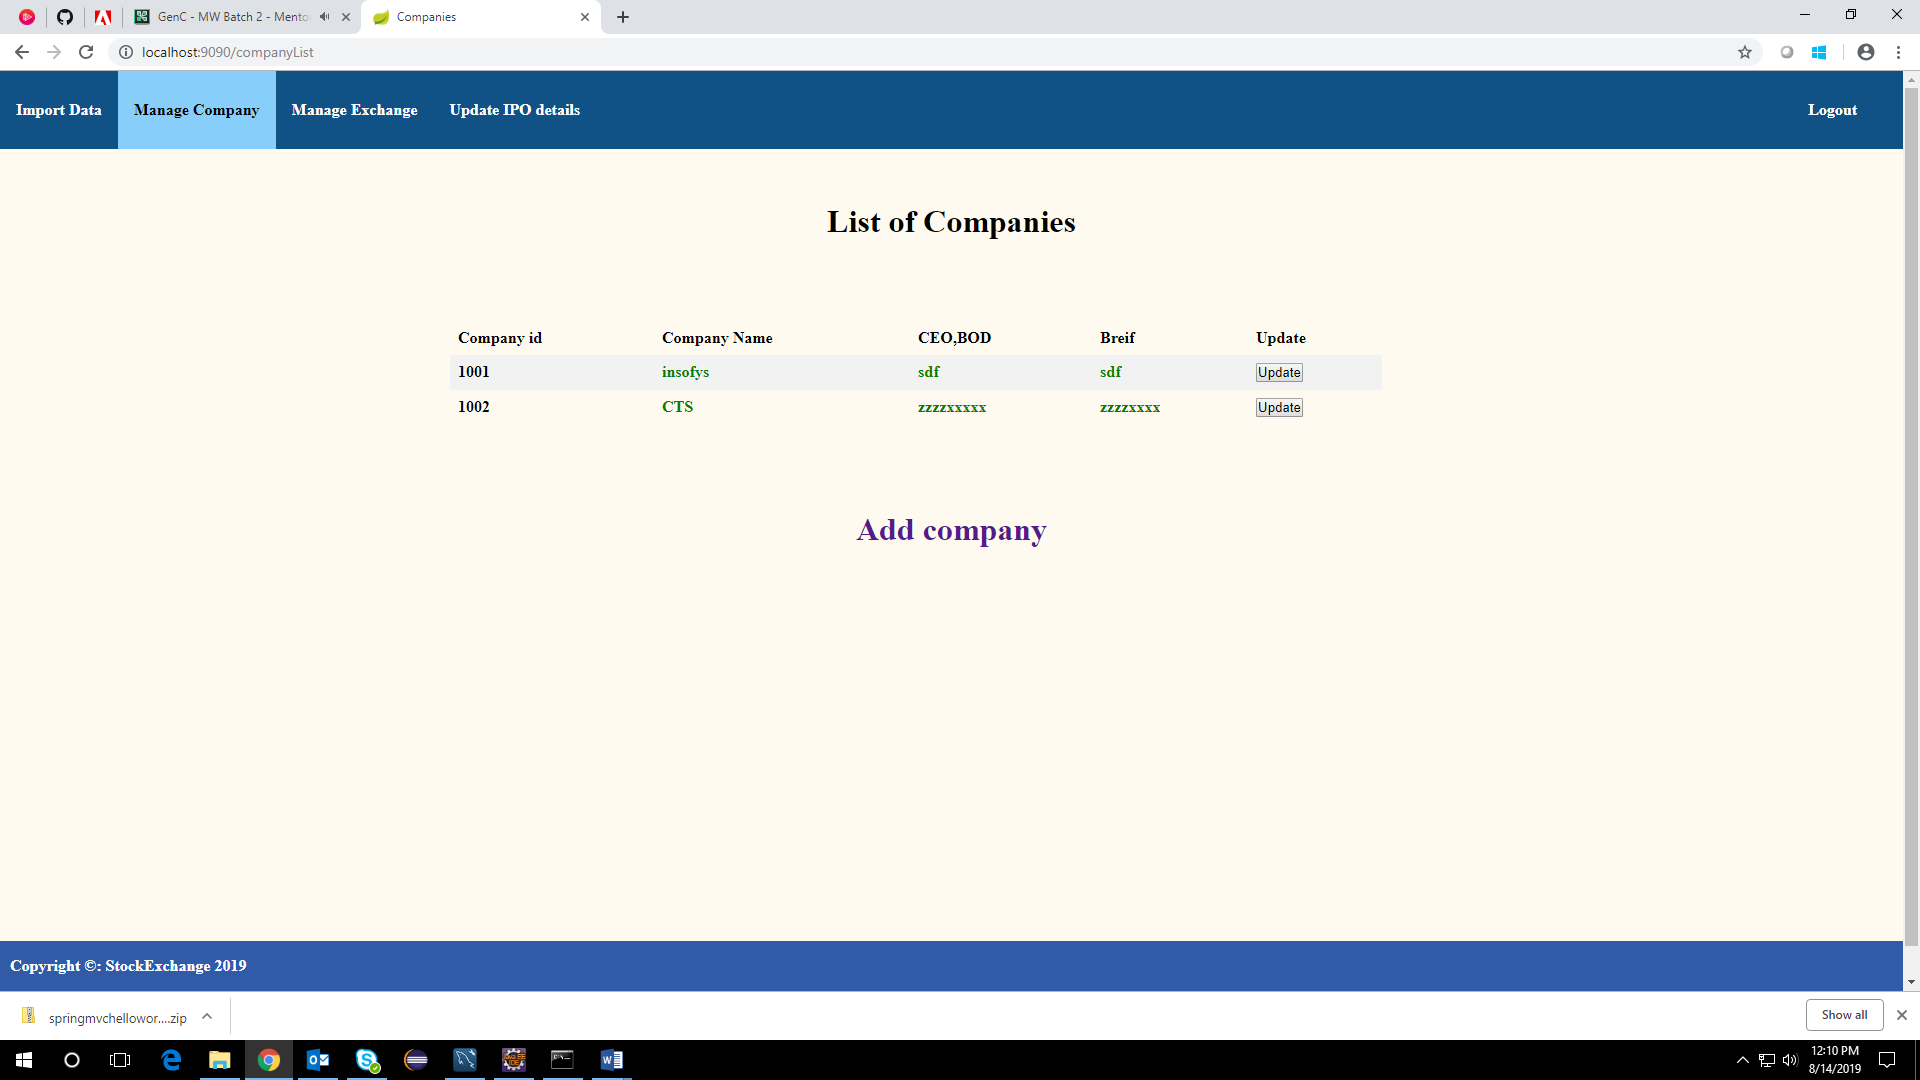 GenC - MW Batch 2 - Mento
Companies
localhost:9090/companyList
Import Data
Manage Company
Manage Exchange
Update IPO details
Logout
List of Companies
Company id Company Name CEO,BOD Breif Update
1001 insofys sdf sdf Update
1002 CTS zzzzxxxxx zzzzxxxx Update
Add company
Copyright ©: StockExchange 2019
springmvchellowor....zip
Show all
12:10 PM
8/14/2019